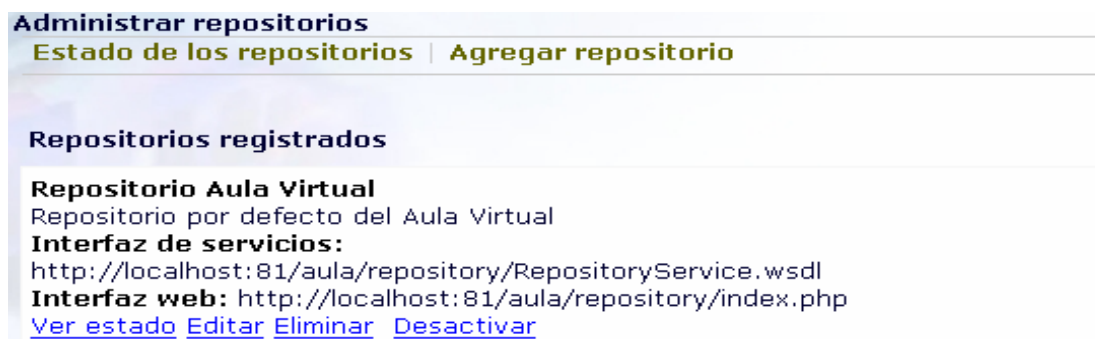 Administrar repositorios
Estado de los repositorios | Agregar repositorio
Repositorios registrados
Repositorio Aula Virtual
Repositorio por defecto del Aula Virtual
Interfaz de servicios:
http://localhost:81/aula/repository/RepositoryService.wsdl
Interfaz web: http://localhost:81/aula/repository/index.php
Ver estado Editar Eliminar Desactivar